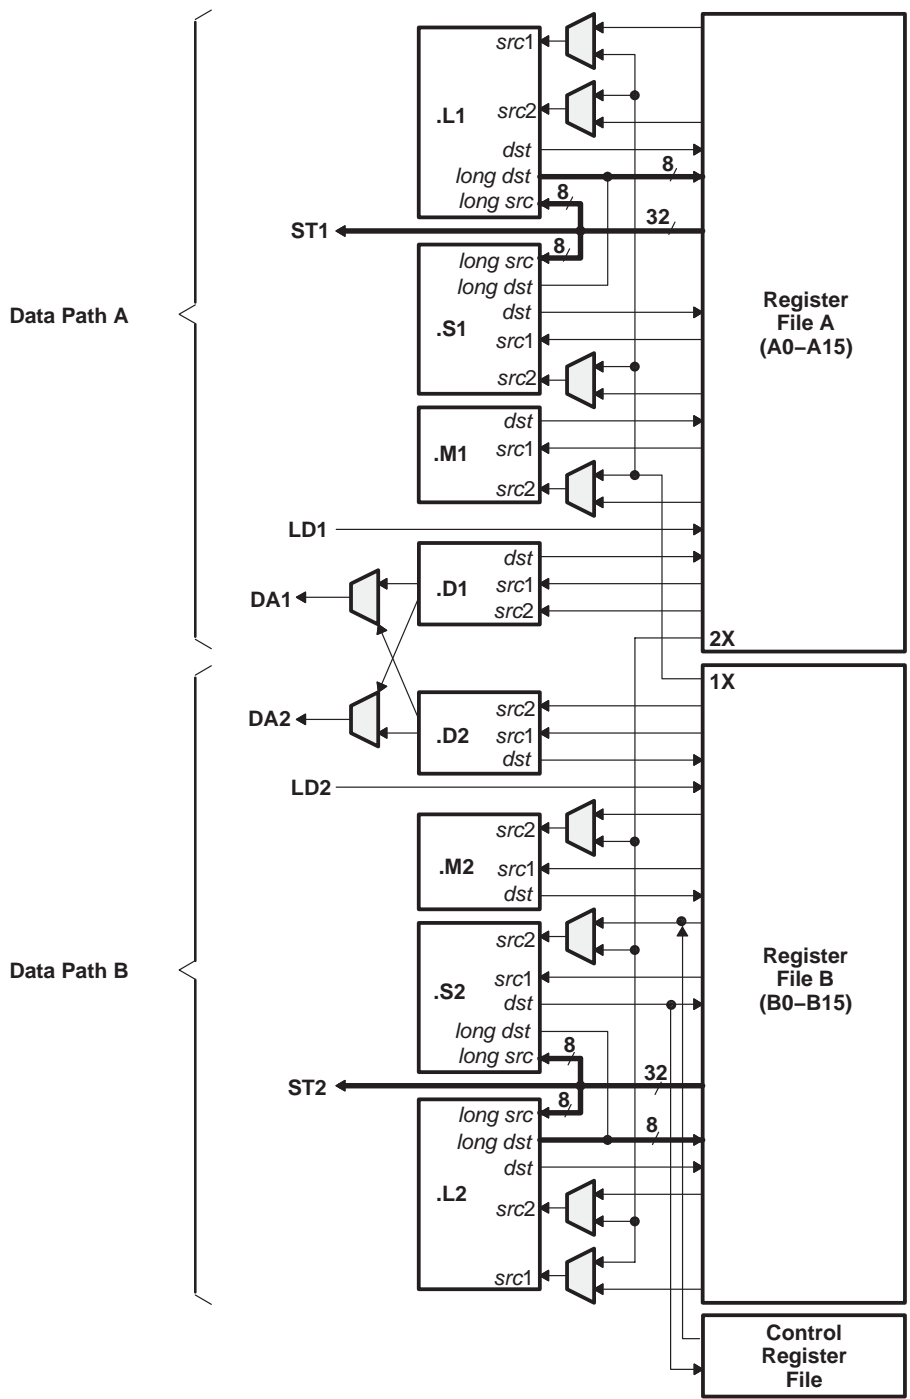 src1
.L1
src2
dst
long dst
8
long src
8
ST1
32
8
long src
long dst
dst
.S1
src1
src2
Data Path A
Register
File A
(A0–A15)
dst
.M1
src1
src2
LD1
dst
.D1
src1
src2
DA1
2X
1X
DA2
src2
.D2
src1
dst
LD2
src2
.M2
src1
dst
src2
.S2
src1
dst
long dst
long src
8
Data Path B
Register
File B
(B0–B15)
ST2
32
8
long src
long dst
8
dst
.L2
src2
src1
Control
Register
File